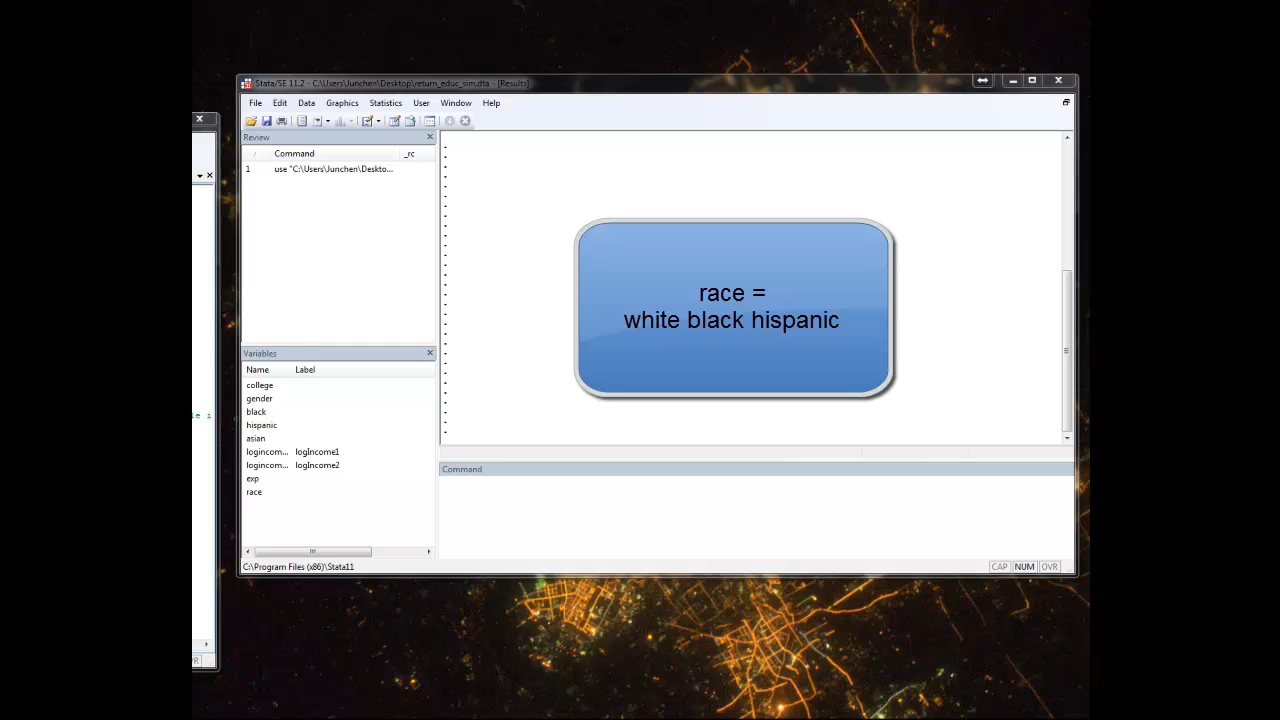 Stata/SE 11.2 - C:\Users\Junchen\Desktop\return_educ_sim.dta - [Results]
File Edit Data Graphics Statistics User Window Help
Review
Command _rc
1 use "C:\Users\Junchen\Deskto...
race =
white black hispanic
Variables
Name Label
college
gender
black
hispanic
asian
logincom... logIncome1
logincom... logIncome2
exp
race
Command
C:\Program Files (x86)\Stata11
CAP NUM OVR